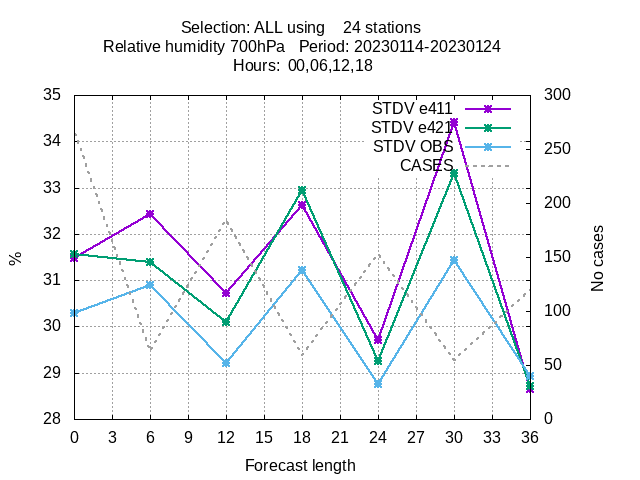 Selection: ALL using    24 stations
Relative humidity 700hPa   Period: 20230114-20230124
Hours:  00,06,12,18
35 300
STDV e411
STDV e421
34
250
STDV OBS
CASES
33
200
32
%
31
150
No cases
30
100
29
50
28 0
0 3 6 9 12 15 18 21 24 27 30 33 36
Forecast length